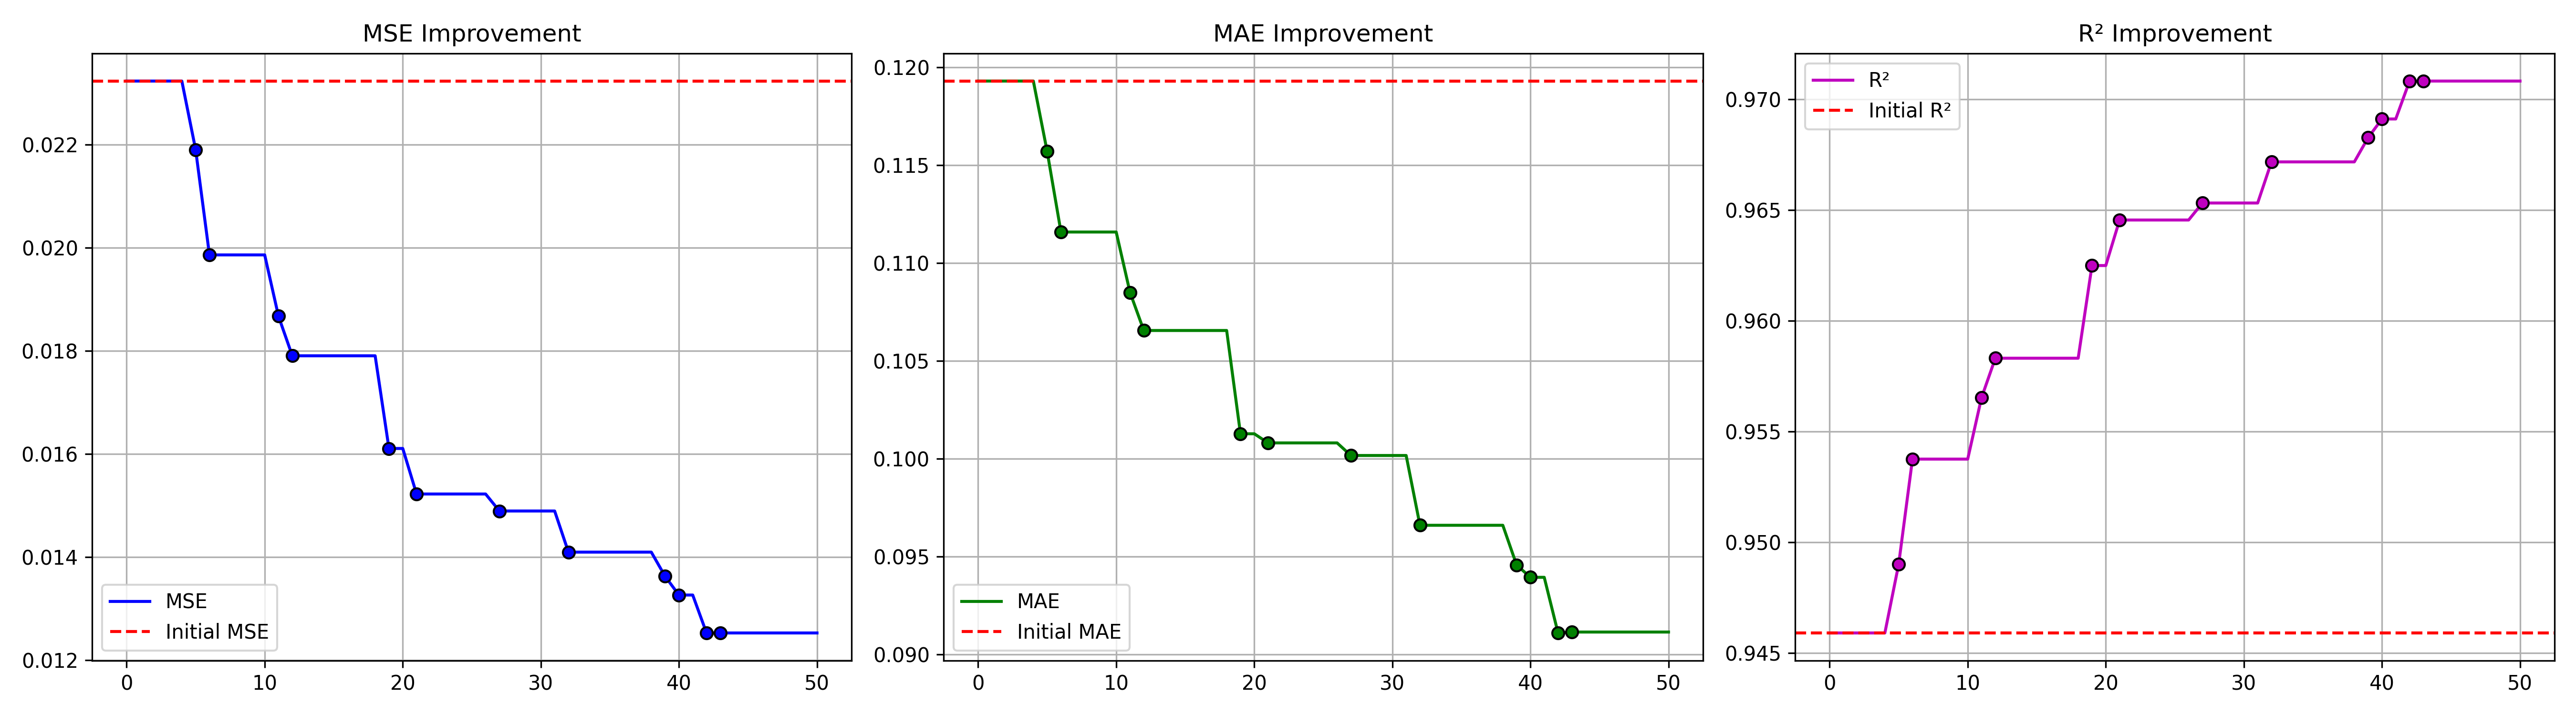 MSE Improvement
0.022
0.020
0.018
0.016
0.014
0.012
MSE
Initial MSE
0 10 20 30 40 50
MAE Improvement
0.120
0.115
0.110
0.105
0.100
0.095
0.090
MAE
Initial MAE
0 10 20 30 40 50
R² Improvement
R²
Initial R²
0.970
0.965
0.960
0.955
0.950
0.945
0 10 20 30 40 50